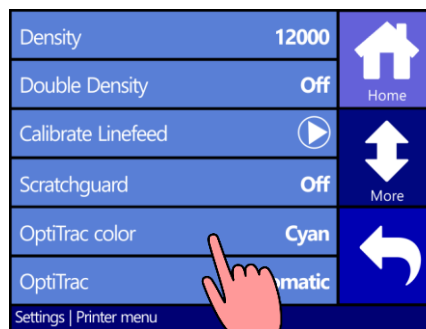 Density 12000
Double Density Off
Home
Calibrate Linefeed
Scratchguard Off
More
OptiTrac color Cyan
OptiTrac
Settings | Printer menu